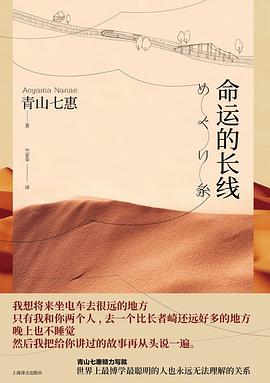 命运的长线
めぐり糸
Aoyama Nanae
青山七惠
著
译
我想将来坐电车去很远的地方
只有我和你两个人，去一个比长者崎还远好多的地方
晚上也不睡觉
然后我把给你讲过的故事再从头说一遍。
青山七惠倾力写就
世界上最博学最聪明的人也永远无法理解的关系
上海译文出版社